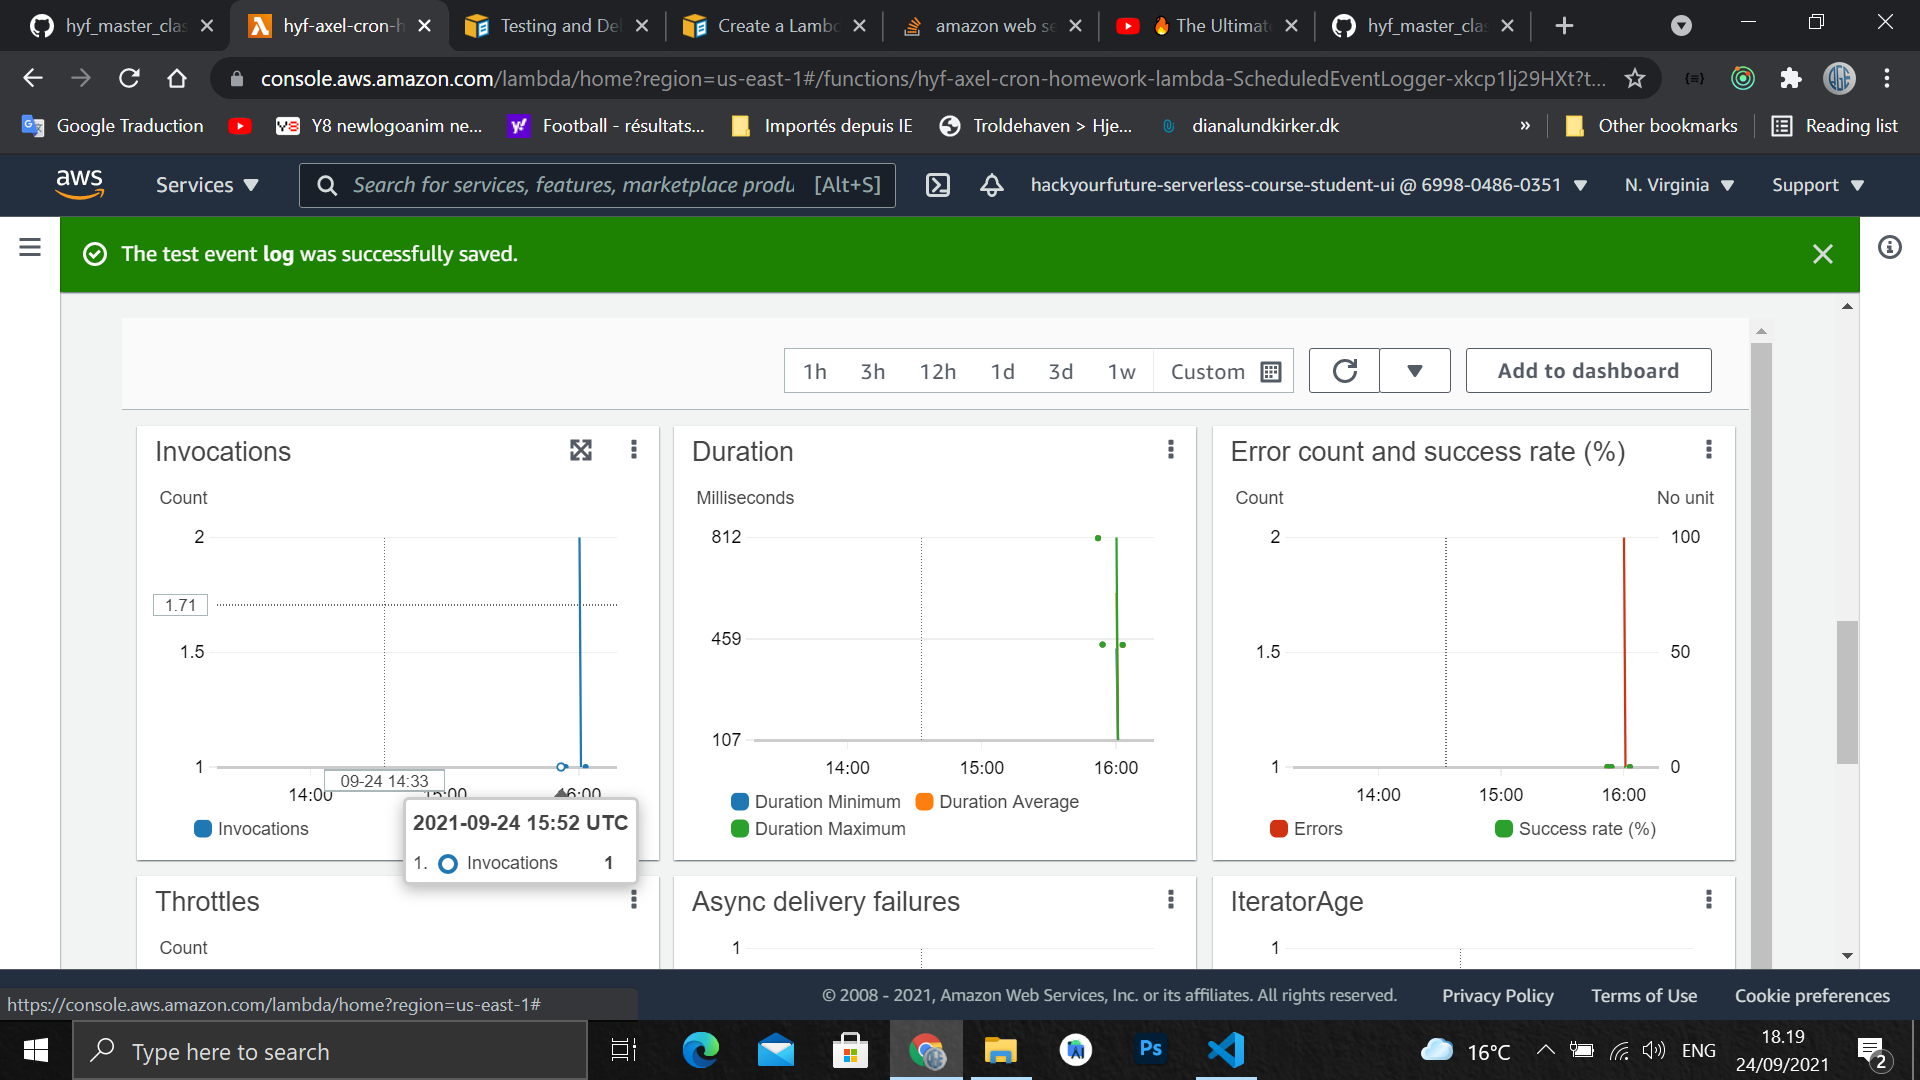 hyf_master_clas
hyf-axel-cron-h
Testing and Del
Create a Lambd
amazon web se
🔥 The Ultimat
hyf_master_clas
console.aws.amazon.com/lambda/home?region=us-east-1#/functions/hyf-axel-cron-homework-lambda-ScheduledEventLogger-xkcp1lj29HXt?t...
Google Traduction
Y8 newlogoanim ne...
Football - résultats...
Importés depuis IE
Troldehaven > Hje...
dianalundkirker.dk
»
Other bookmarks
Reading list
aws
Services
Search for services, features, marketplace produ
[Alt+S]
hackyourfuture-serverless-course-student-ui @ 6998-0486-0351
N. Virginia
Support
The test event log was successfully saved.
1h 3h 12h 1d 3d 1w Custom
Add to dashboard
Invocations
Count
2
1.71
1.5
1
09-24 14:33
14:00 15:00 16:00
Invocations
2021-09-24 15:52 UTC
1. Invocations 1
Duration
Milliseconds
812
459
107
14:00 15:00 16:00
Duration Minimum Duration Average
Duration Maximum
Error count and success rate (%)
Count No unit
2 100
1.5 50
1 0
14:00 15:00 16:00
Errors Success rate (%)
Throttles
Count
Async delivery failures
1
IteratorAge
1
https://console.aws.amazon.com/lambda/home?region=us-east-1#
© 2008 - 2021, Amazon Web Services, Inc. or its affiliates. All rights reserved.
Privacy Policy
Terms of Use
Cookie preferences
Type here to search
Ps
16°C
ENG
18.19
24/09/2021
2